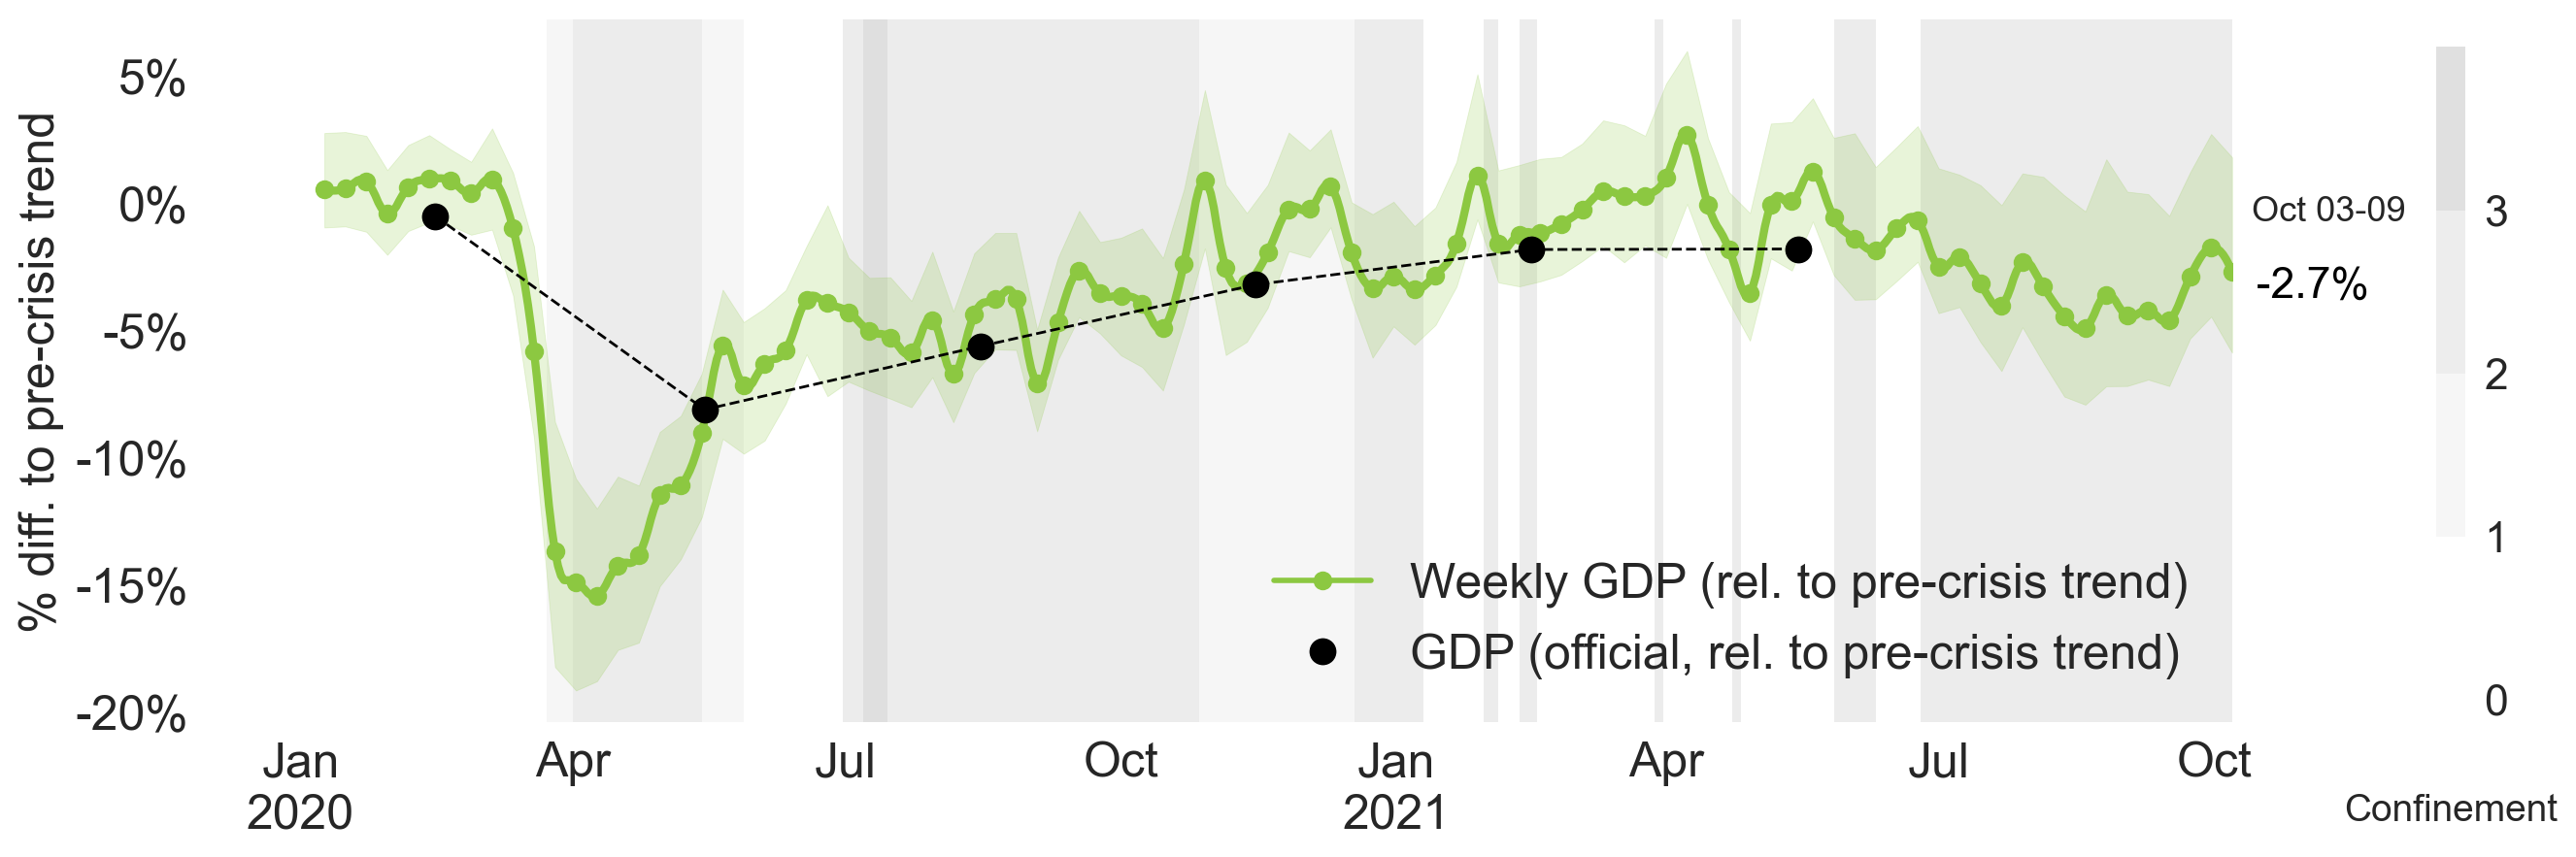 % diff. to pre-crisis trend
5%
0%
-5%
-10%
-15%
-20%
Jan
2020
Apr
Jul
Oct
Jan
2021
Apr
Jul
Oct
Weekly GDP (rel. to pre-crisis trend)
GDP (official, rel. to pre-crisis trend)
Oct 03-09
-2.7%
3
2
1
0
Confinement